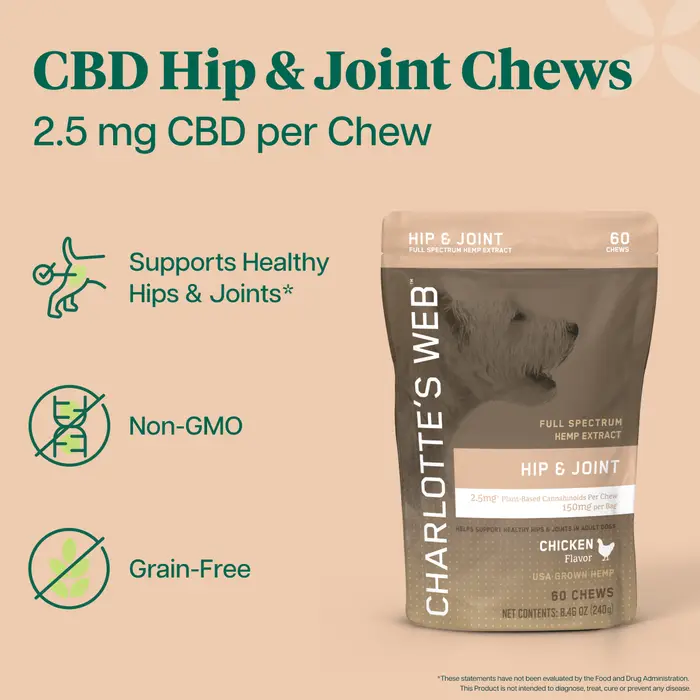 CBD Hip & Joint Chews
2.5 mg CBD per Chew
Supports Healthy
Hips & Joints*
Non-GMO
Grain-Free
HIP & JOINT
FULL SPECTRUM HEMP EXTRACT
60
CHEWS
CHARLOTTE'S WEB™
FULL SPECTRUM
HEMP EXTRACT
HIP & JOINT
2.5mg* Plant-Based Cannabinoids Per Chew
150mg per Bag
HELPS SUPPORT HEALTHY HIPS & JOINTS IN ADULT DOGS
CHICKEN
Flavor
USA GROWN HEMP
60 CHEWS
NET CONTENTS: 8.46 OZ (240g)
*These statements have not been evaluated by the Food and Drug Administration.
This Product is not intended to diagnose, treat, cure or prevent any disease.